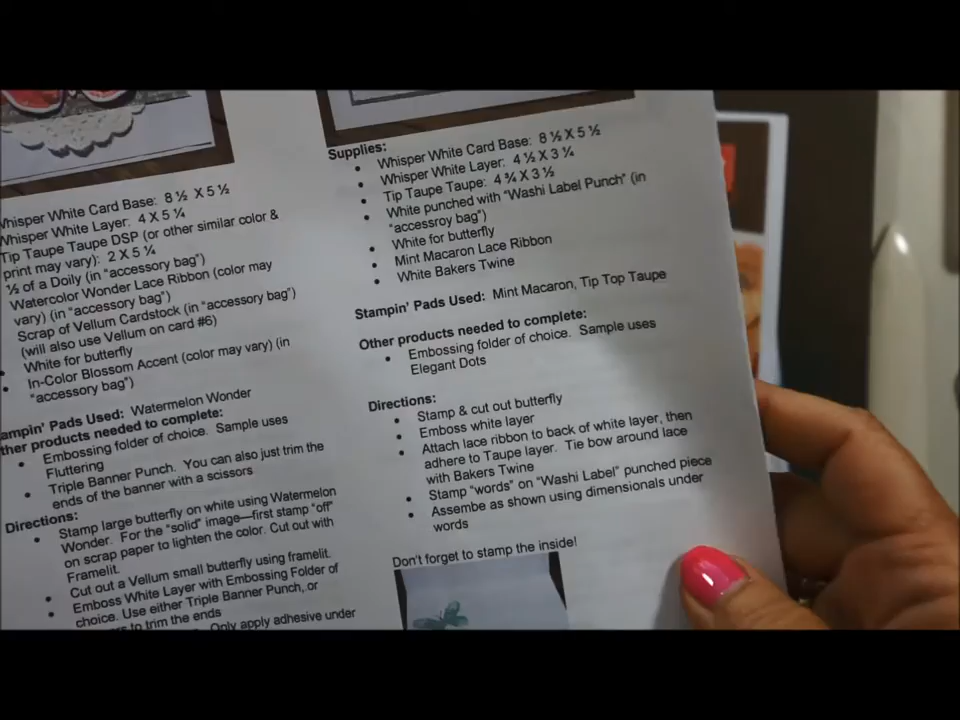 Whisper White Card Base: 8 ½ X 5 ½
Whisper White Layer: 4 X 5 ¼
Tip Taupe Taupe DSP (or other similar color &
print may vary): 2 X 5 ¼
½ of a Doily (in "accessory bag")
Watercolor Wonder Lace Ribbon (color may
vary) (in "accessory bag")
Scrap of Vellum Cardstock (in "accessory bag")
(will also use Vellum on card #6)
White for butterfly
In-Color Blossom Accent (color may vary) (in
"accessory bag")
ampin' Pads Used: Watermelon Wonder
ther products needed to complete:
Embossing folder of choice. Sample uses
Fluttering
Triple Banner Punch. You can also just trim the
ends of the banner with a scissors
Directions:
Stamp large butterfly on white using Watermelon
Wonder. For the "solid" image—first stamp "off"
on scrap paper to lighten the color. Cut out with
Framelit.
Cut out a Vellum small butterfly using framelit.
Emboss White Layer with Embossing Folder of
choice. Use either Triple Banner Punch, or
to trim the ends
Only apply adhesive under
Supplies:
Whisper White Card Base: 8 ½ X 5 ½
Whisper White Layer: 4 ½ X 3 ¼
Tip Taupe Taupe: 4 ¾ X 3 ½
White punched with "Washi Label Punch" (in
"accessroy bag")
White for butterfly
Mint Macaron Lace Ribbon
White Bakers Twine
Stampin' Pads Used: Mint Macaron, Tip Top Taupe
Other products needed to complete:
Embossing folder of choice. Sample uses
Elegant Dots
Directions:
Stamp & cut out butterfly
Emboss white layer
Attach lace ribbon to back of white layer, then
adhere to Taupe layer. Tie bow around lace
with Bakers Twine
Stamp "words" on "Washi Label" punched piece
Assembe as shown using dimensionals under
words
Don't forget to stamp the inside!